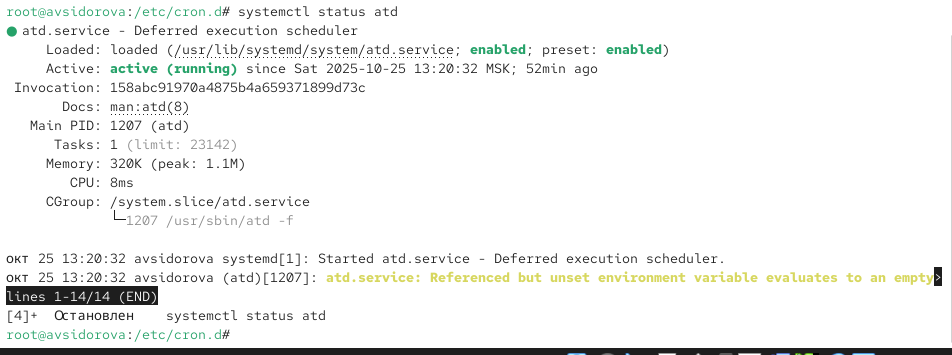 root@avsidorova:/etc/cron.d# systemctl status atd
● atd.service - Deferred execution scheduler
Loaded: loaded (/usr/lib/systemd/system/atd.service; enabled; preset: enabled)
Active: active (running) since Sat 2025-10-25 13:20:32 MSK; 52min ago
Invocation: 158abc91970a4875b4a659371899d73c
Docs: man:atd(8)
Main PID: 1207 (atd)
Tasks: 1 (limit: 23142)
Memory: 320K (peak: 1.1M)
CPU: 8ms
CGroup: /system.slice/atd.service
└─1207 /usr/sbin/atd -f
окт 25 13:20:32 avsidorova systemd[1]: Started atd.service - Deferred execution scheduler.
окт 25 13:20:32 avsidorova (atd)[1207]: atd.service: Referenced but unset environment variable evaluates to an empty>
lines 1-14/14 (END)
[4]+  Остановлен    systemctl status atd
root@avsidorova:/etc/cron.d#